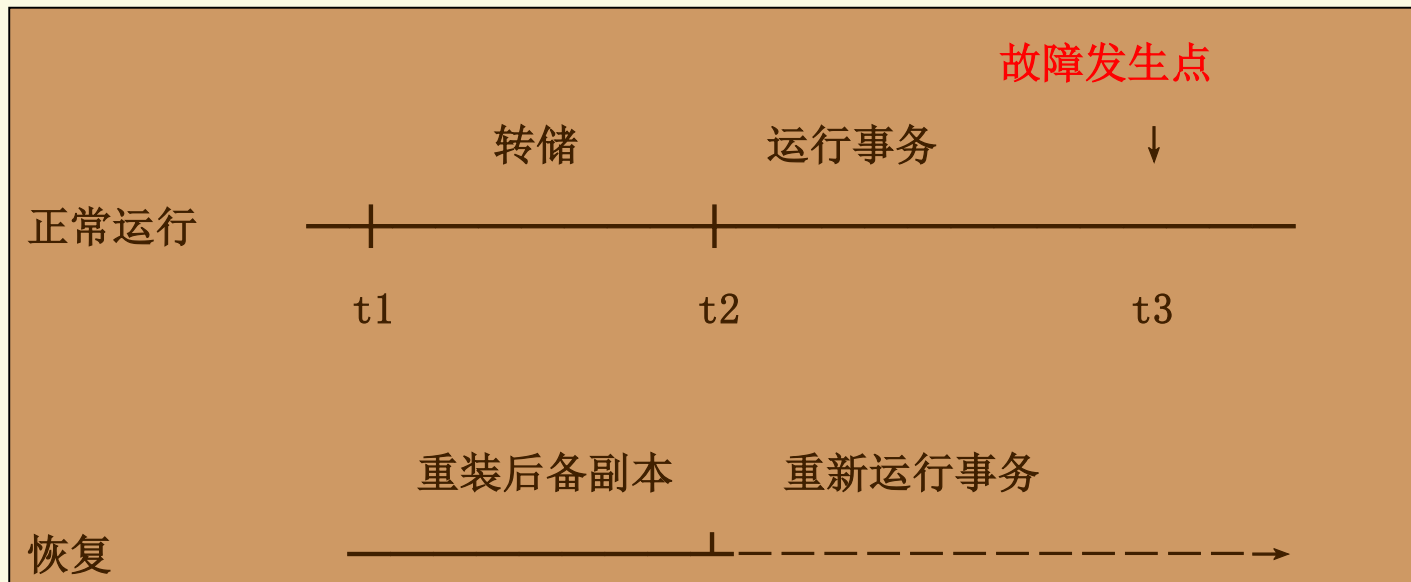 故障发生点
转储 运行事务
正常运行
t1 t2 t3
重装后备副本 重新运行事务
恢复